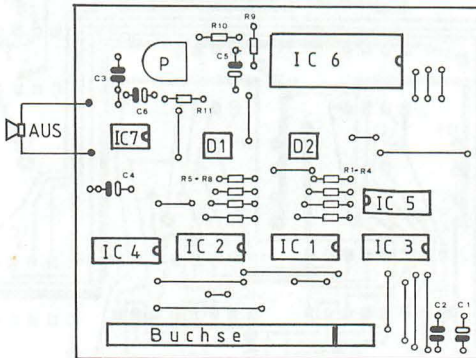 R9
R10
C5
IC 6
P
C3
C6
R11
AUS
IC7
D1
D2
R5-R8
R1-R4
C4
IC 5
IC 4
IC 2
IC 1
IC 3
C2
C1
Buchse